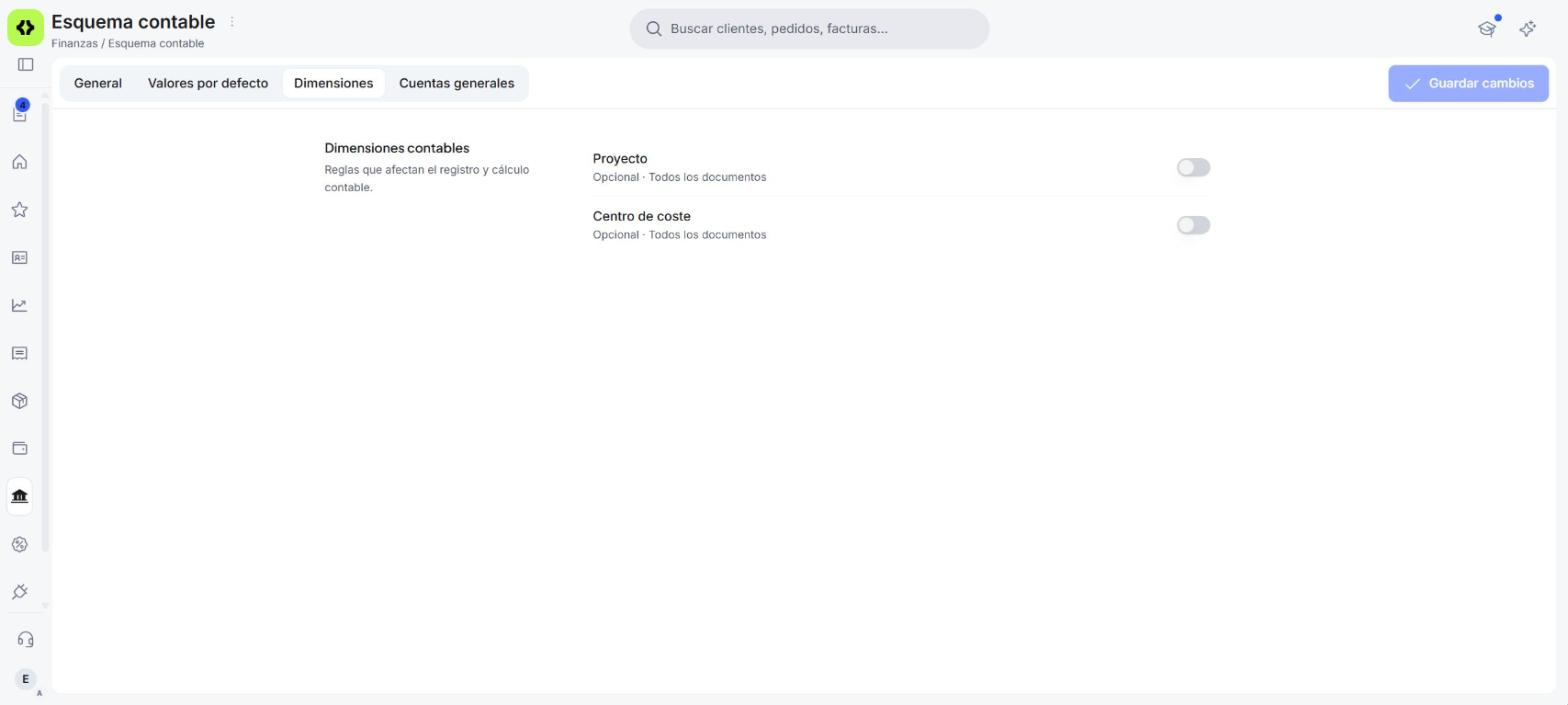 Esquema contable
Finanzas / Esquema contable
Buscar clientes, pedidos, facturas...
General
Valores por defecto
Dimensiones
Cuentas generales
Guardar cambios
4
Dimensiones contables
Reglas que afectan el registro y cálculo
contable.
Proyecto
Opcional · Todos los documentos
Centro de coste
Opcional · Todos los documentos
E
A